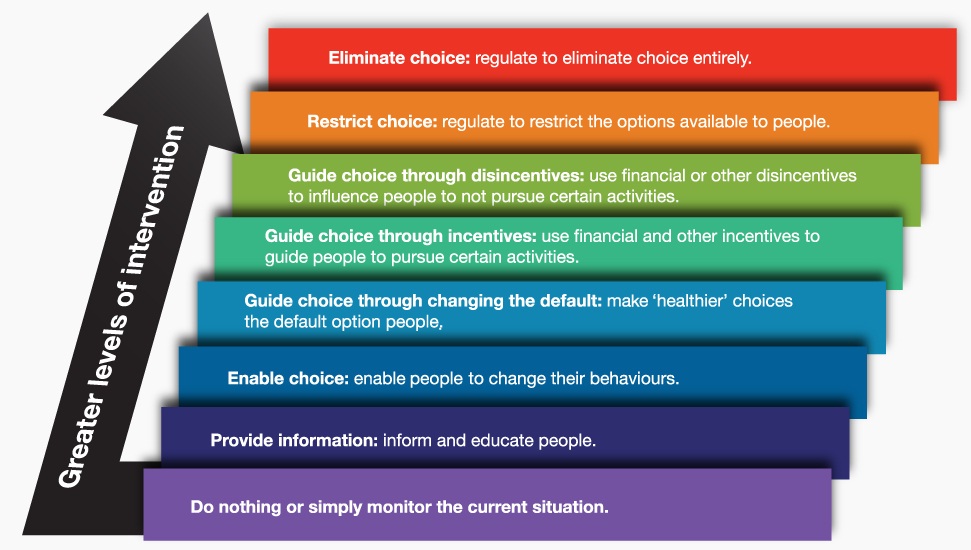 Greater levels of intervention
Eliminate choice: regulate to eliminate choice entirely.
Restrict choice: regulate to restrict the options available to people.
Guide choice through disincentives: use financial or other disincentives
to influence people to not pursue certain activities.
Guide choice through incentives: use financial and other incentives to
guide people to pursue certain activities.
Guide choice through changing the default: make ‘healthier’ choices
the default option people,
Enable choice: enable people to change their behaviours.
Provide information: inform and educate people.
Do nothing or simply monitor the current situation.